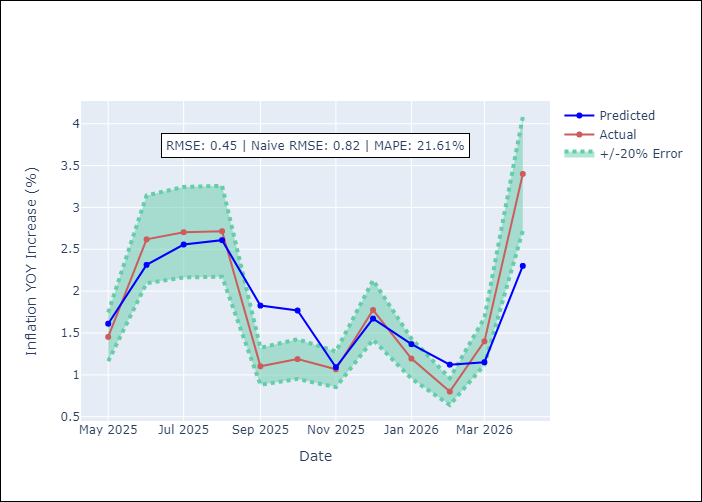 RMSE: 0.45 | Naive RMSE: 0.82 | MAPE: 21.61%
Predicted
Actual
+/-20% Error
4
3.5
3
2.5
2
1.5
1
0.5
Inflation YOY Increase (%)
May 2025
Jul 2025
Sep 2025
Nov 2025
Jan 2026
Mar 2026
Date